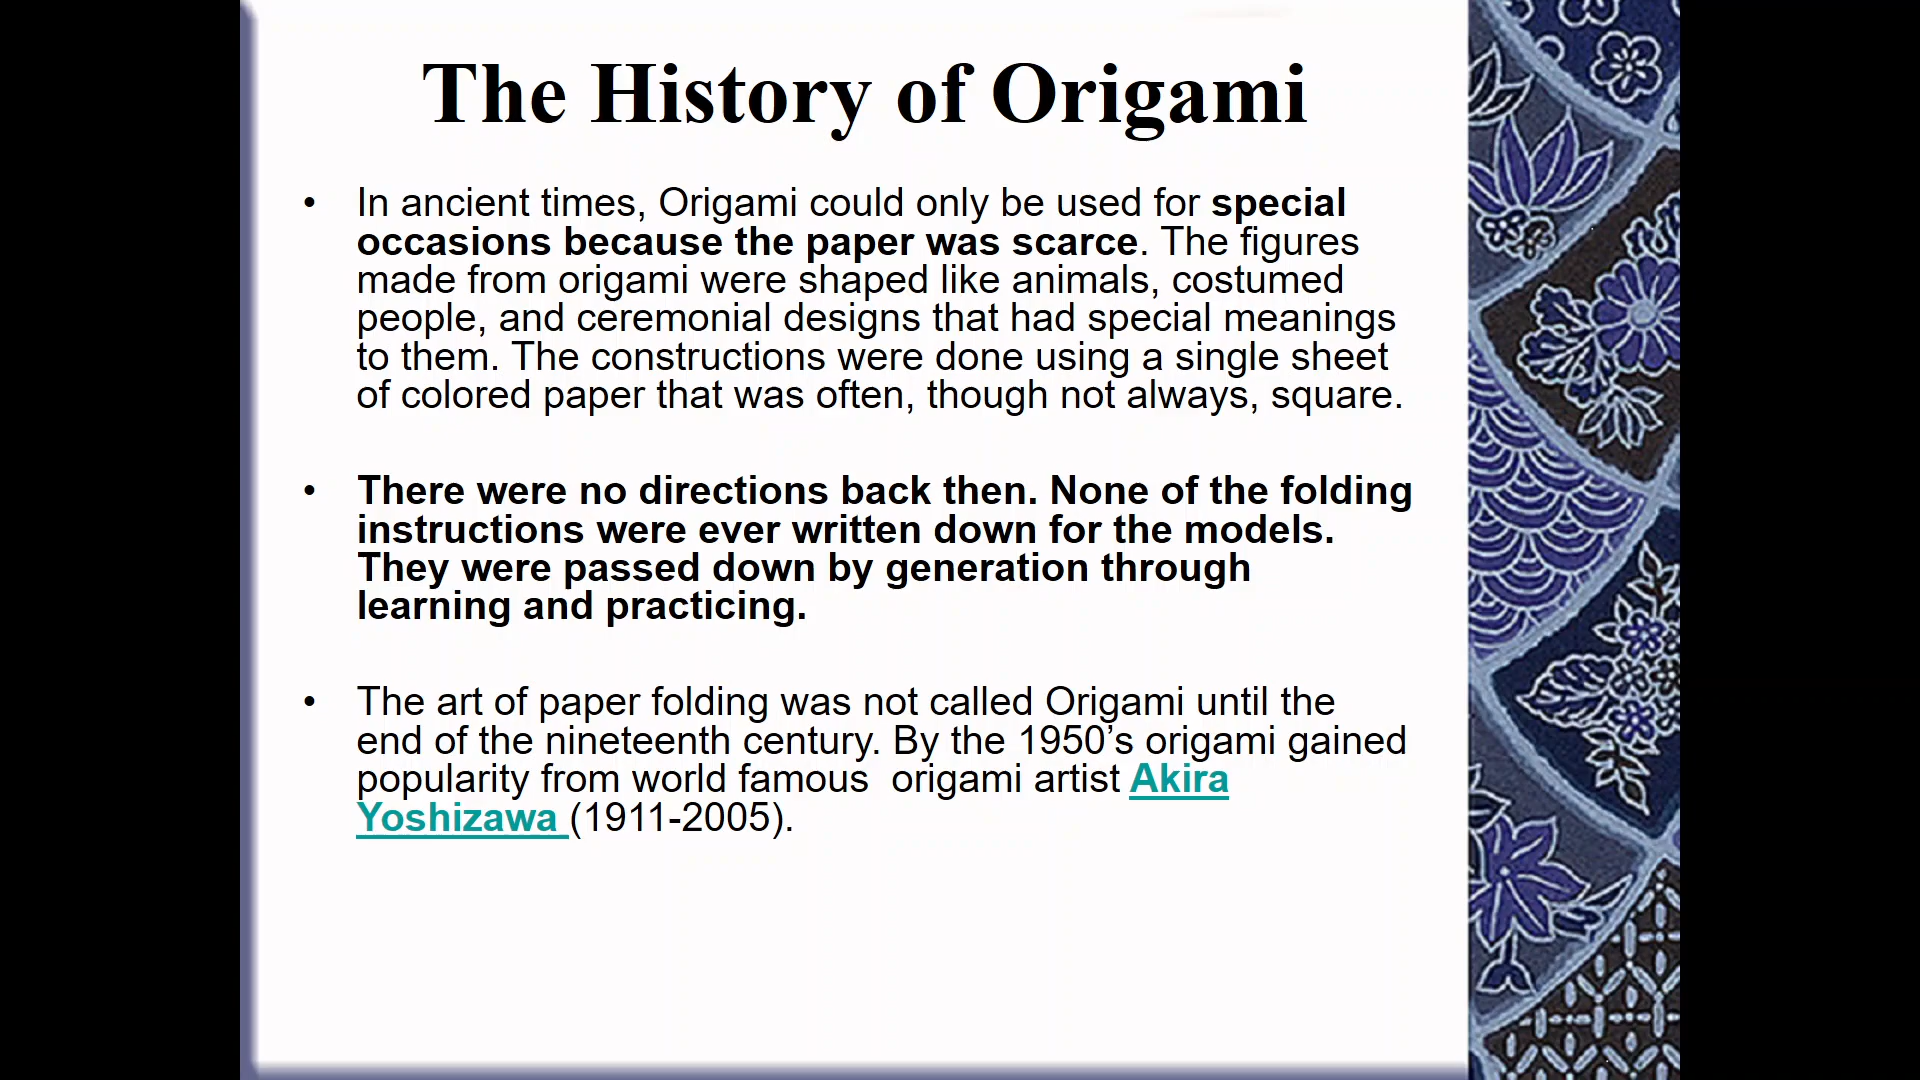 The History of Origami
• In ancient times, Origami could only be used for special
occasions because the paper was scarce. The figures
made from origami were shaped like animals, costumed
people, and ceremonial designs that had special meanings
to them. The constructions were done using a single sheet
of colored paper that was often, though not always, square.
• There were no directions back then. None of the folding
instructions were ever written down for the models.
They were passed down by generation through
learning and practicing.
• The art of paper folding was not called Origami until the
end of the nineteenth century. By the 1950’s origami gained
popularity from world famous  origami artist Akira
Yoshizawa (1911-2005).